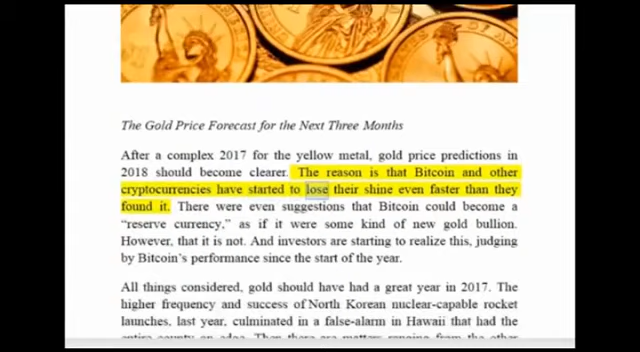 The Gold Price Forecast for the Next Three Months
After a complex 2017 for the yellow metal, gold price predictions in
2018 should become clearer. The reason is that Bitcoin and other
cryptocurrencies have started to lose their shine even faster than they
found it. There were even suggestions that Bitcoin could become a
“reserve currency,” as if it were some kind of new gold bullion.
However, that it is not. And investors are starting to realize this, judging
by Bitcoin’s performance since the start of the year.
All things considered, gold should have had a great year in 2017. The
higher frequency and success of North Korean nuclear-capable rocket
launches, last year, culminated in a false-alarm in Hawaii that had the